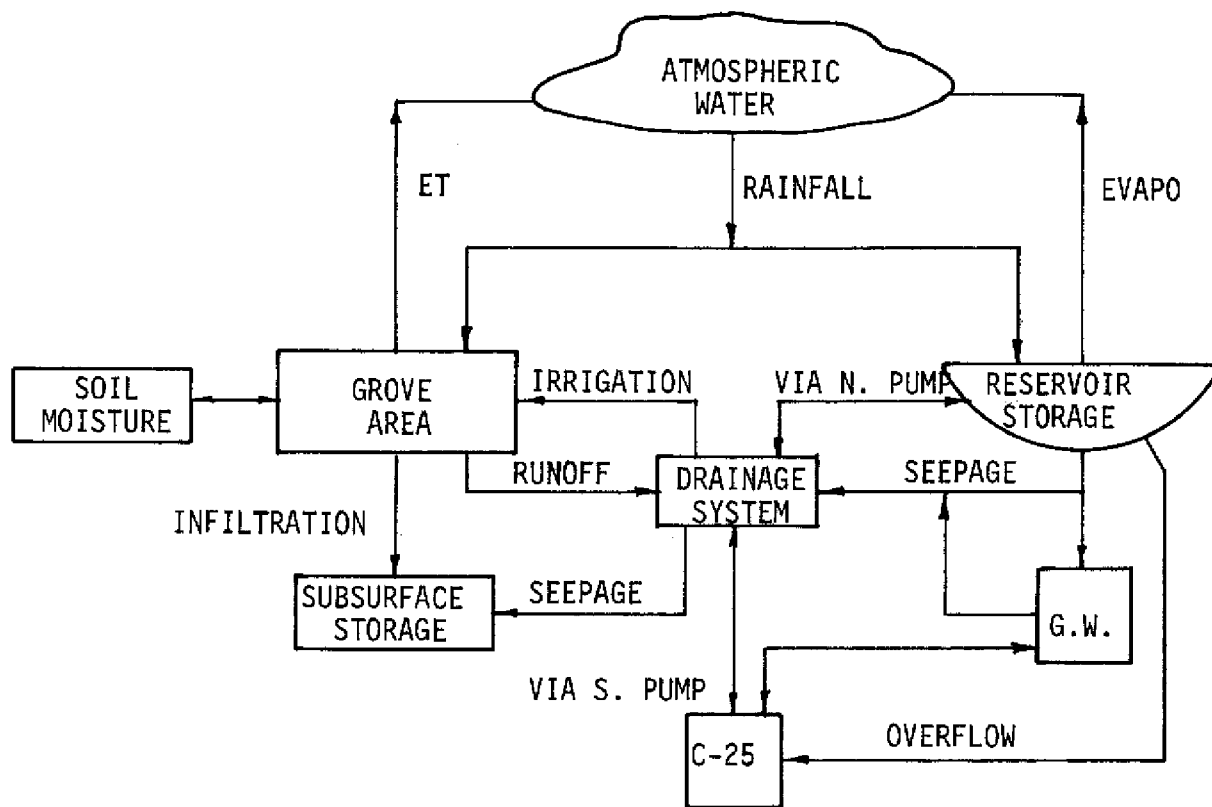 ATMOSPHERIC
WATER
ET
RAINFALL
EVAPO
SOIL
MOISTURE
GROVE
AREA
IRRIGATION
VIA N. PUMP
RESERVOIR
STORAGE
RUNOFF
DRAINAGE
SYSTEM
SEEPAGE
INFILTRATION
SUBSURFACE
STORAGE
SEEPAGE
G.W.
VIA S. PUMP
C-25
OVERFLOW